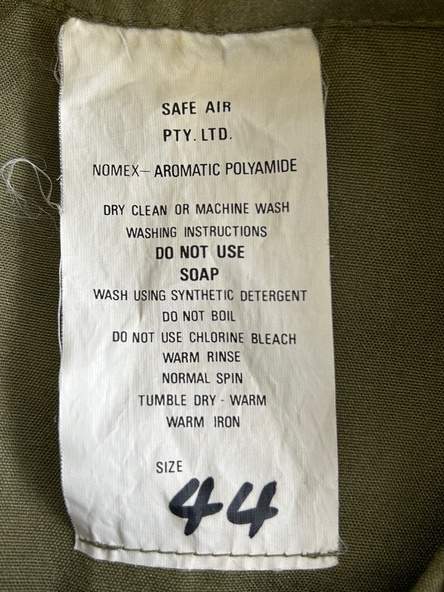 SAFE AIR
PTY. LTD.
NOMEX— AROMATIC POLYAMIDE
DRY CLEAN OR MACHINE WASH
WASHING INSTRUCTIONS
DO NOT USE
SOAP
WASH USING SYNTHETIC DETERGENT
DO NOT BOIL
DO NOT USE CHLORINE BLEACH
WARM RINSE
NORMAL SPIN
TUMBLE DRY - WARM
WARM IRON
SIZE
44